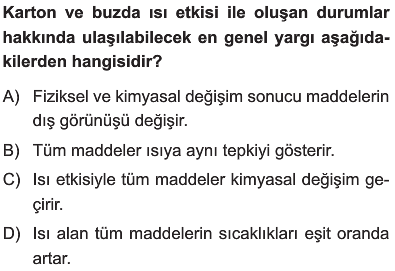 Karton ve buzda ısı etkisi ile oluşan durumlar
hakkında ulaşılabilecek en genel yargı aşağıda-
kilerden hangisidir?
A) Fiziksel ve kimyasal değişim sonucu maddelerin
dış görünüşü değişir.
B) Tüm maddeler ısıya aynı tepkiyi gösterir.
C) Isı etkisiyle tüm maddeler kimyasal değişim ge-
çirir.
D) Isı alan tüm maddelerin sıcaklıkları eşit oranda
artar.